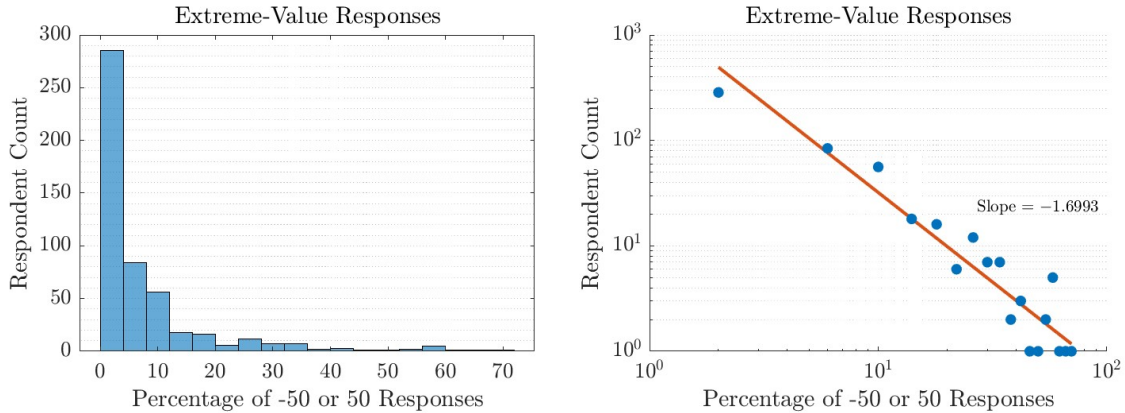 Extreme-Value Responses
300
250
200
150
100
50
0
Respondent Count
0 10 20 30 40 50 60 70
Percentage of -50 or 50 Responses
Extreme-Value Responses
10³
10²
10¹
10⁰
Respondent Count
Slope = −1.6993
10⁰ 10¹ 10²
Percentage of -50 or 50 Responses